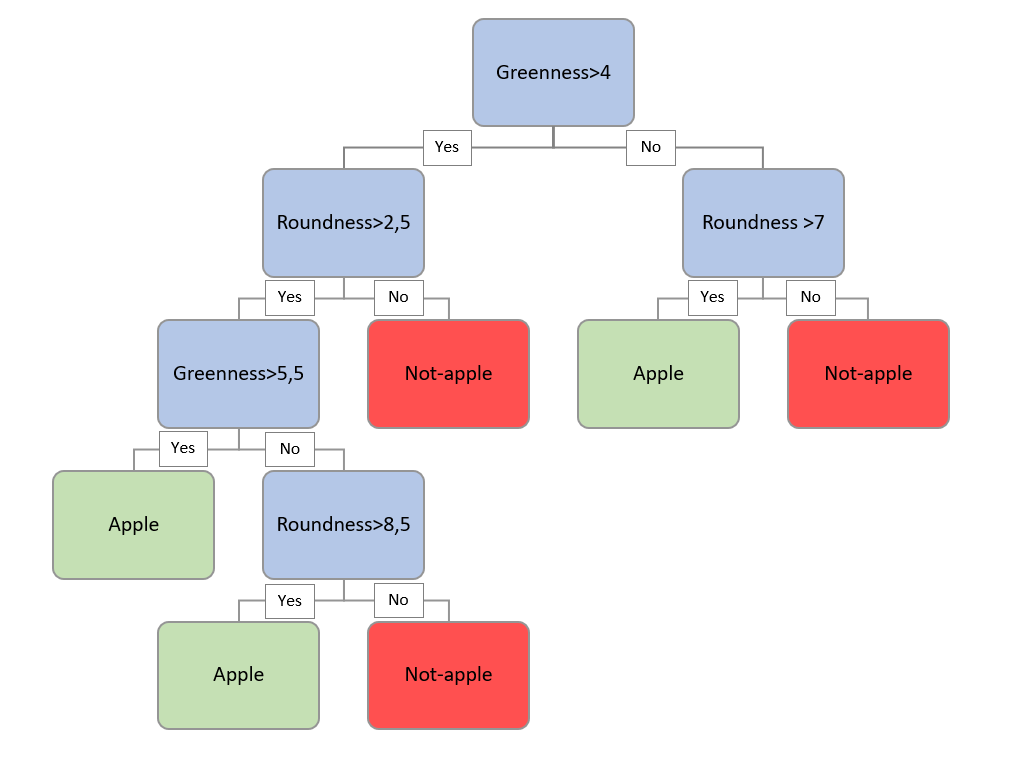 Greenness>4
Yes
No
Roundness>2,5
Roundness >7
Yes
No
Yes
No
Greenness>5,5
Not-apple
Apple
Not-apple
Yes
No
Apple
Roundness>8,5
Yes
No
Apple
Not-apple